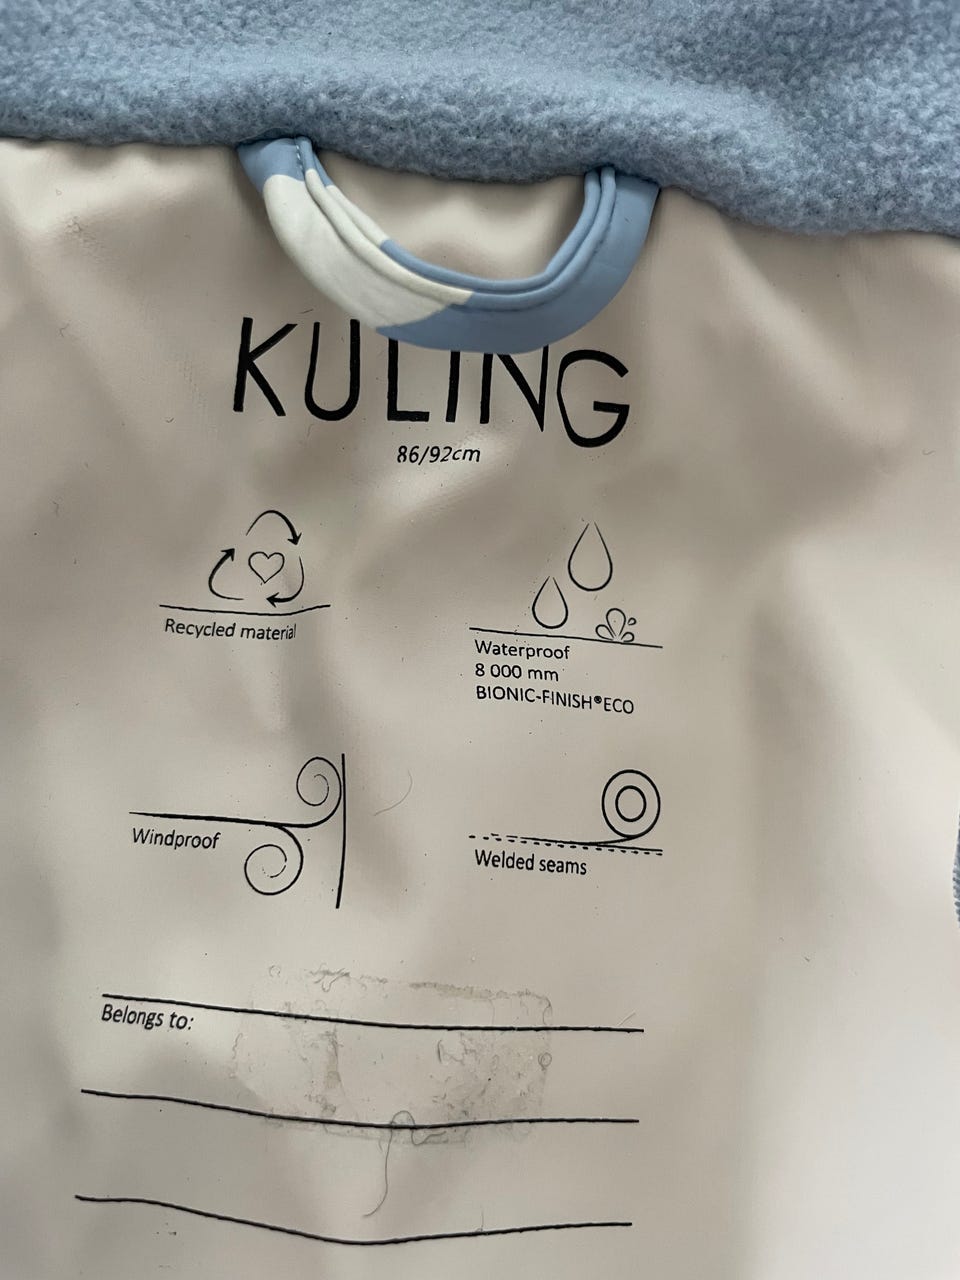 KULING
86/92cm
Recycled material
Waterproof
8 000 mm
BIONIC-FINISH®ECO
Windproof
Welded seams
Belongs to: